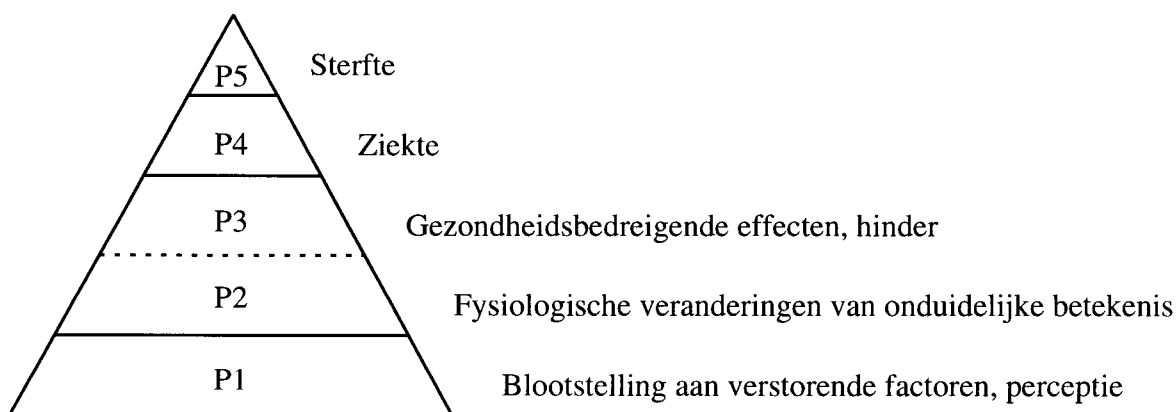 P5 Sterfte
P4 Ziekte
P3 Gezondheidsbedreigende effecten, hinder
P2 Fysiologische veranderingen van onduidelijke betekenis
P1 Blootstelling aan verstorende factoren, perceptie